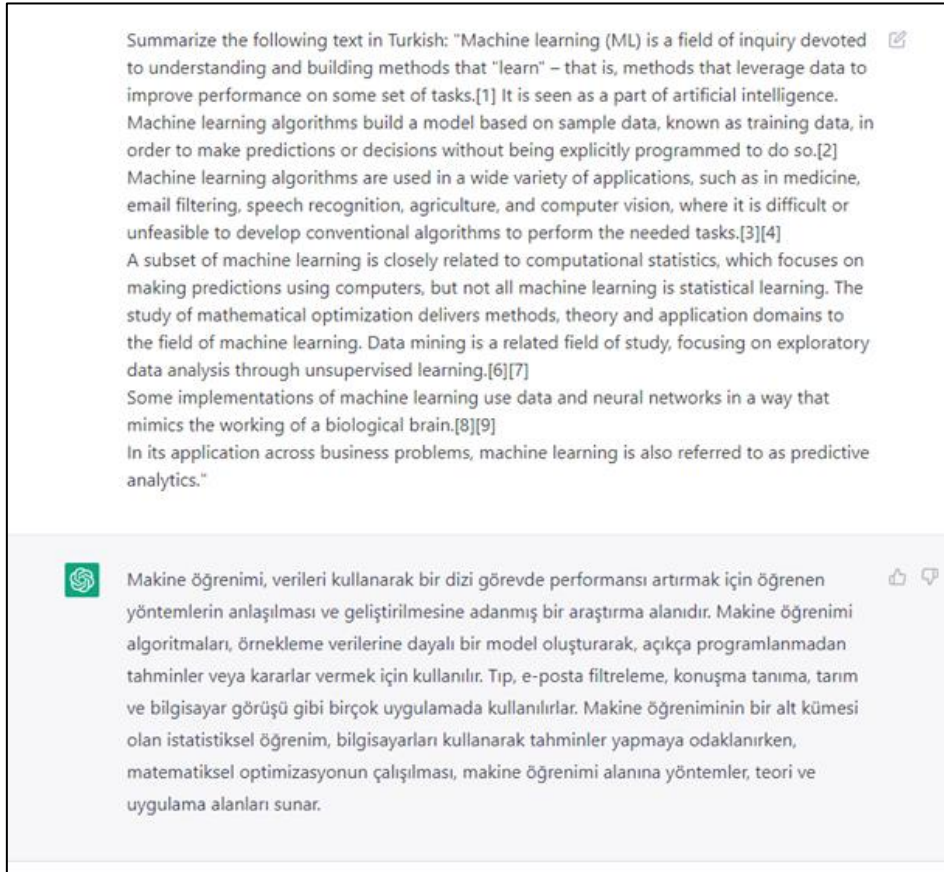 Summarize the following text in Turkish: "Machine learning (ML) is a field of inquiry devoted
to understanding and building methods that "learn" – that is, methods that leverage data to
improve performance on some set of tasks.[1] It is seen as a part of artificial intelligence.
Machine learning algorithms build a model based on sample data, known as training data, in
order to make predictions or decisions without being explicitly programmed to do so.[2]
Machine learning algorithms are used in a wide variety of applications, such as in medicine,
email filtering, speech recognition, agriculture, and computer vision, where it is difficult or
unfeasible to develop conventional algorithms to perform the needed tasks.[3][4]
A subset of machine learning is closely related to computational statistics, which focuses on
making predictions using computers, but not all machine learning is statistical learning. The
study of mathematical optimization delivers methods, theory and application domains to
the field of machine learning. Data mining is a related field of study, focusing on exploratory
data analysis through unsupervised learning.[6][7]
Some implementations of machine learning use data and neural networks in a way that
mimics the working of a biological brain.[8][9]
In its application across business problems, machine learning is also referred to as predictive
analytics."
Makine öğrenimi, verileri kullanarak bir dizi görevde performansı artırmak için öğrenen
yöntemlerin anlaşılması ve geliştirilmesine adanmış bir araştırma alanıdır. Makine öğrenimi
algoritmaları, örnekleme verilerine dayalı bir model oluşturarak, açıkça programlanmadan
tahminler veya kararlar vermek için kullanılır. Tıp, e-posta filtreleme, konuşma tanıma, tarım
ve bilgisayar görüşü gibi birçok uygulamada kullanılırlar. Makine öğreniminin bir alt kümesi
olan istatistiksel öğrenim, bilgisayarları kullanarak tahminler yapmaya odaklanırken,
matematiksel optimizasyonun çalışılması, makine öğrenimi alanına yöntemler, teori ve
uygulama alanları sunar.